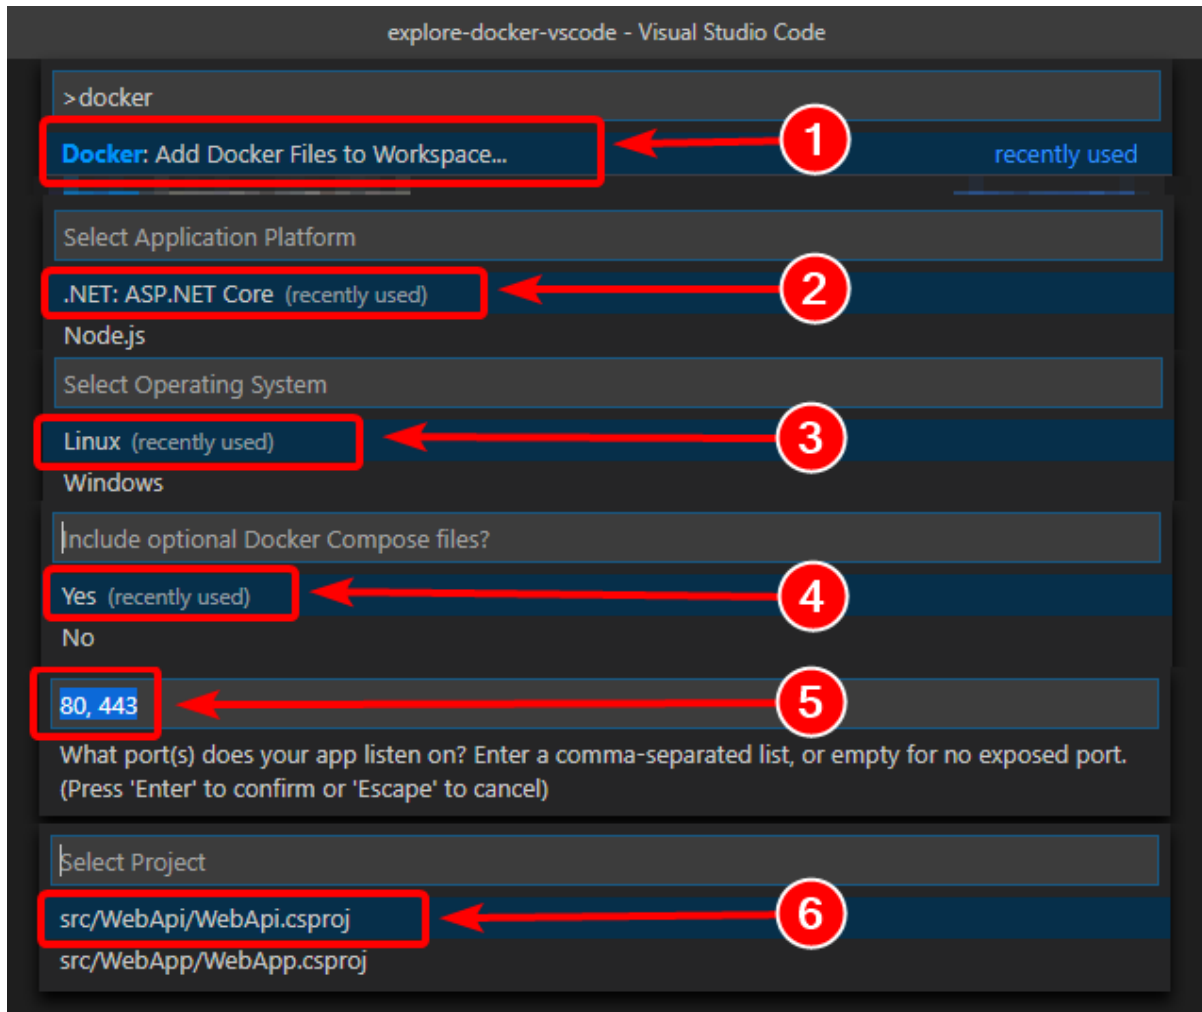 explore-docker-vscode - Visual Studio Code
>docker
Docker: Add Docker Files to Workspace... 1 recently used
Select Application Platform
.NET: ASP.NET Core (recently used) 2
Node.js
Select Operating System
Linux (recently used) 3
Windows
Include optional Docker Compose files?
Yes (recently used) 4
No
80, 443 5
What port(s) does your app listen on? Enter a comma-separated list, or empty for no exposed port.
(Press 'Enter' to confirm or 'Escape' to cancel)
Select Project
src/WebApi/WebApi.csproj 6
src/WebApp/WebApp.csproj